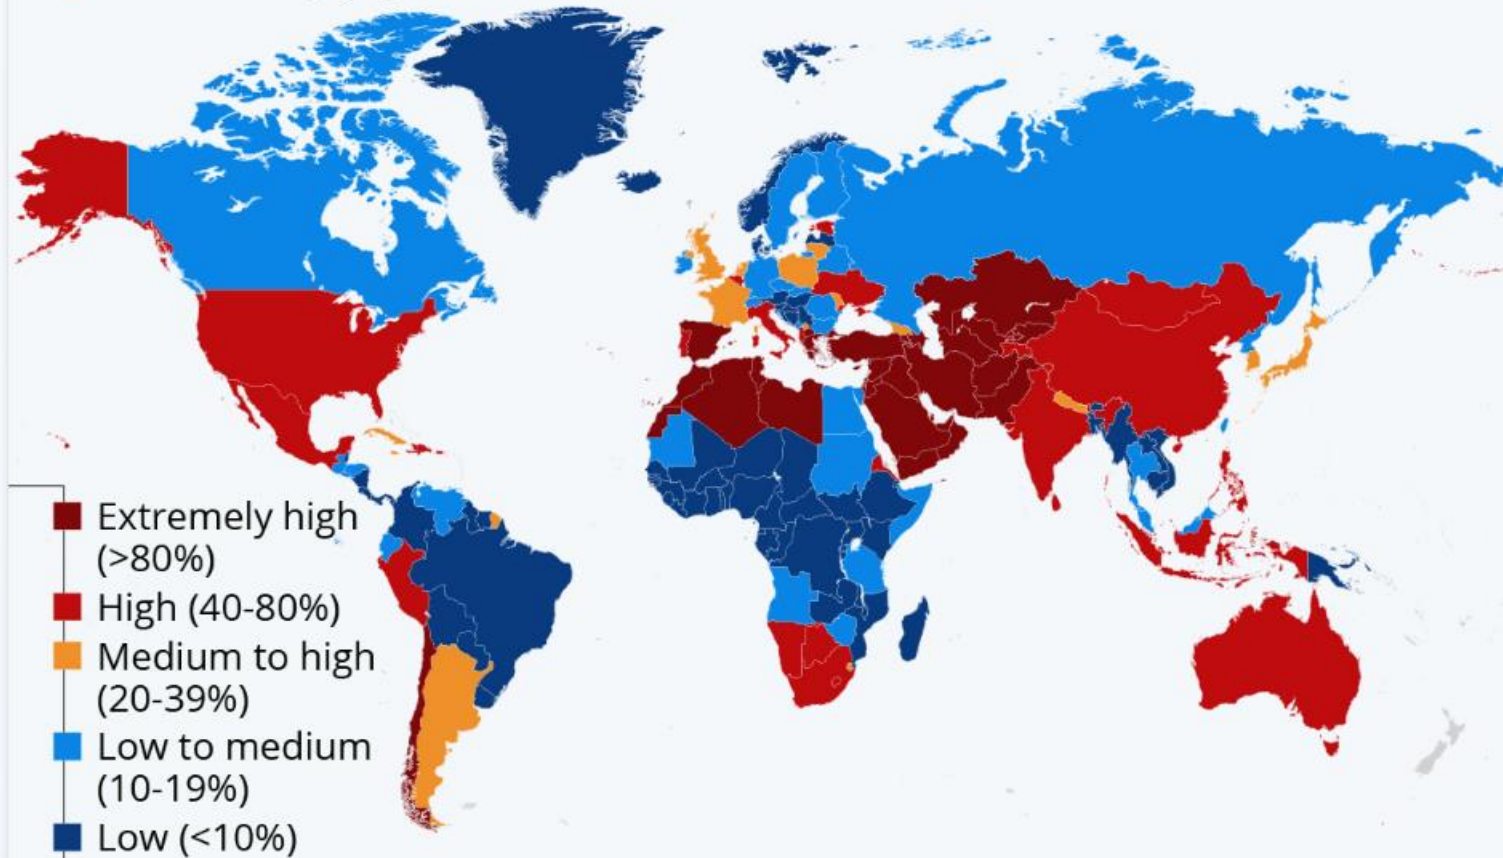 Extremely high
(>80%)
High (40-80%)
Medium to high
(20-39%)
Low to medium
(10-19%)
Low (<10%)